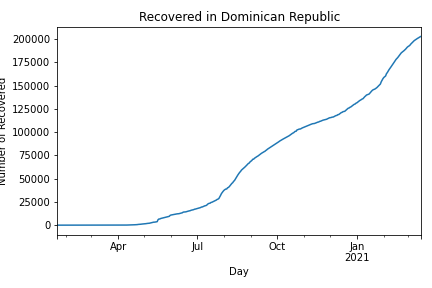 Recovered in Dominican Republic
Number of Recovered
200000
175000
150000
125000
100000
75000
50000
25000
0
Apr
Jul
Oct
Jan
2021
Day